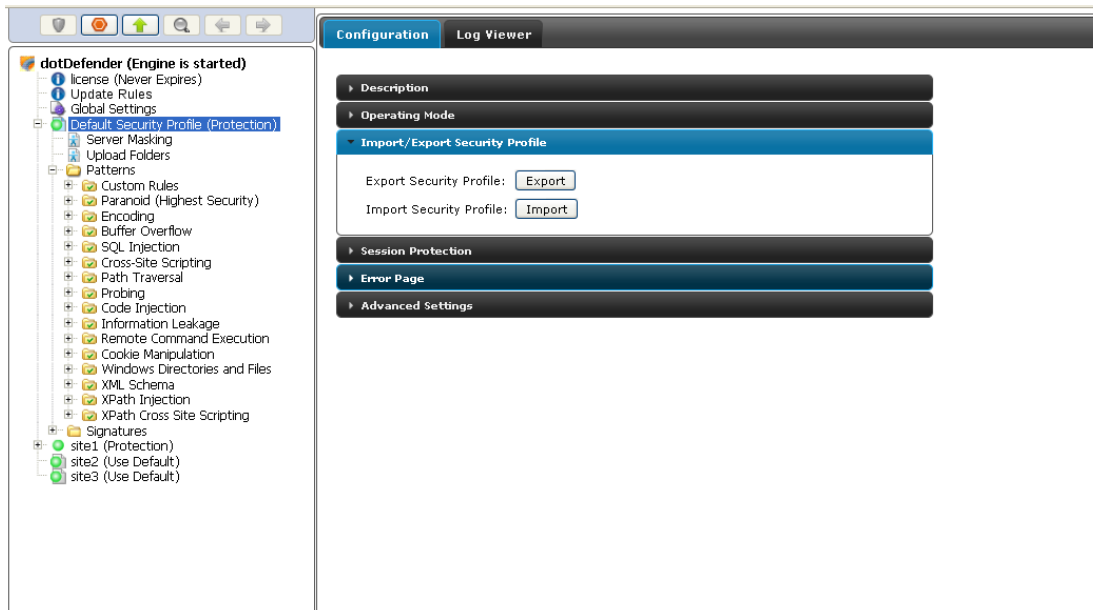 dotDefender (Engine is started)
license (Never Expires)
Update Rules
Global Settings
Default Security Profile (Protection)
Server Masking
Upload Folders
Patterns
Custom Rules
Paranoid (Highest Security)
Encoding
Buffer Overflow
SQL Injection
Cross-Site Scripting
Path Traversal
Probing
Code Injection
Information Leakage
Remote Command Execution
Cookie Manipulation
Windows Directories and Files
XML Schema
XPath Injection
XPath Cross Site Scripting
Signatures
site1 (Protection)
site2 (Use Default)
site3 (Use Default)
Configuration Log Viewer
Description
Operating Mode
Import/Export Security Profile
Export Security Profile: Export
Import Security Profile: Import
Session Protection
Error Page
Advanced Settings